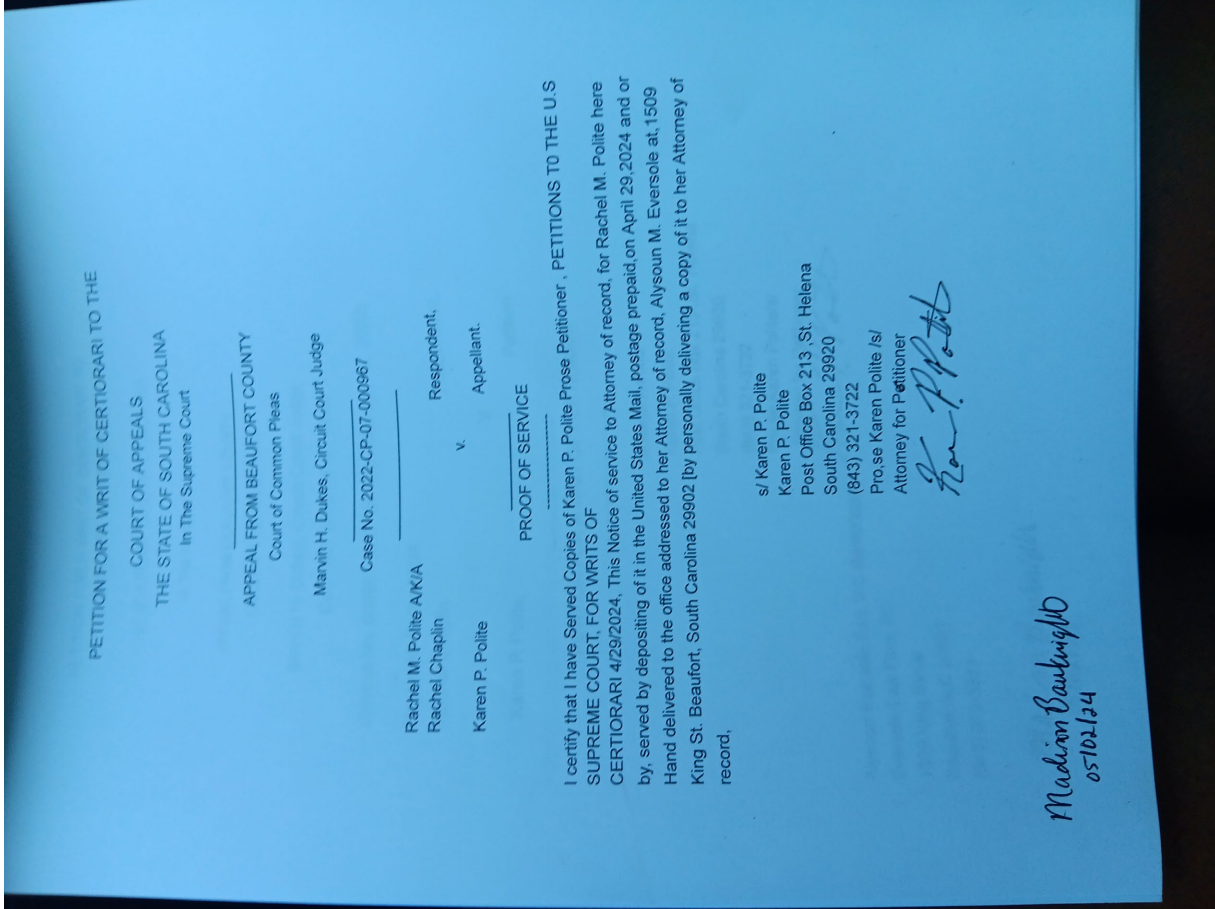 PETITION FOR A WRIT OF CERTIORARI TO THE
COURT OF APPEALS
THE STATE OF SOUTH CAROLINA
In The Supreme Court
APPEAL FROM BEAUFORT COUNTY
Court of Common Pleas
Marvin H. Dukes, Circuit Court Judge
Case No. 2022-CP-07-000967
Rachel M. Polite A/K/A
Rachel Chaplin Respondent,
v.
Karen P. Polite Appellant.
PROOF OF SERVICE
I certify that I have Served Copies of Karen P. Polite Prose Petitioner , PETITIONS TO THE U.S
SUPREME COURT, FOR WRITS OF
CERTIORARI 4/29/2024, This Notice of service to Attorney of record, for Rachel M. Polite here
by, served by depositing of it in the United States Mail, postage prepaid,on April 29,2024 and or
Hand delivered to the office addressed to her Attorney of record, Alysoun M. Eversole at,1509
King St. Beaufort, South Carolina 29902 [by personally delivering a copy of it to her Attorney of
record,
s/ Karen P. Polite
Karen P. Polite
Post Office Box 213 ,St. Helena
South Carolina 29920
(843) 321-3722
Pro,se Karen Polite /s/
Attorney for Petitioner
Karen P. Polite
Madison
05/02/24